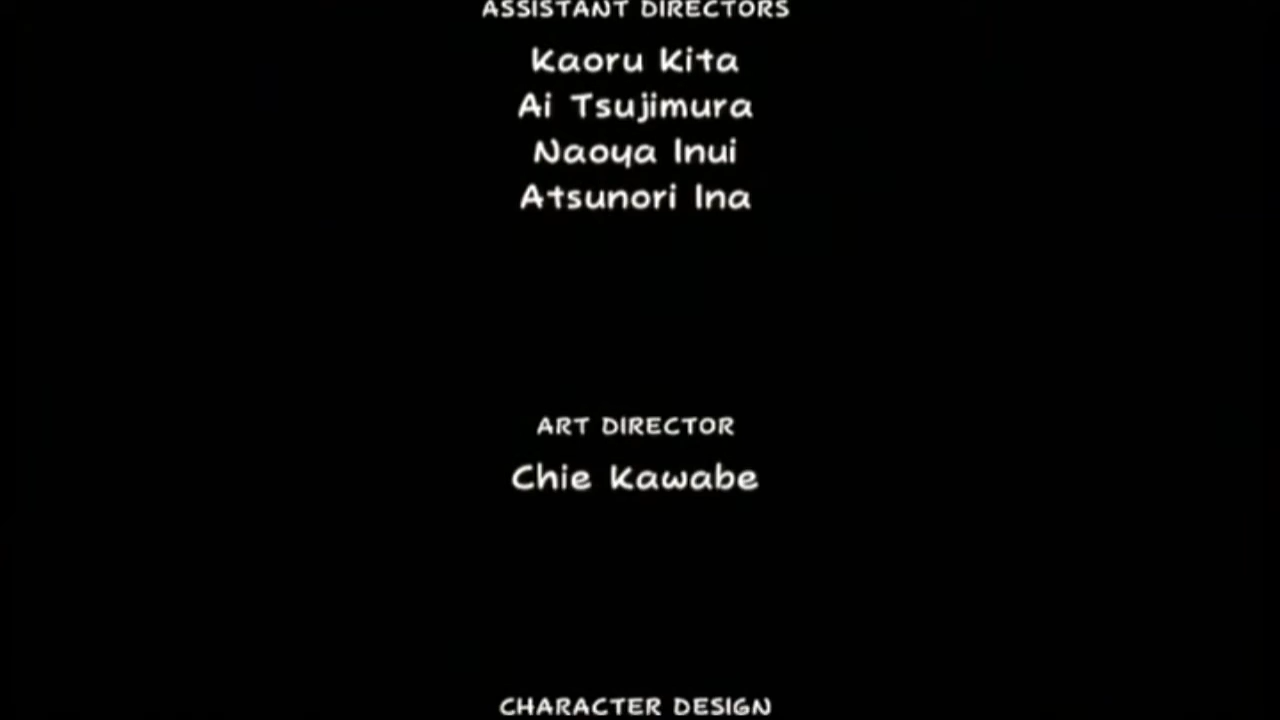 ASSISTANT DIRECTORS
Kaoru Kita
Ai Tsujimura
Naoya Inui
Atsunori Ina
ART DIRECTOR
Chie Kawabe
CHARACTER DESIGN